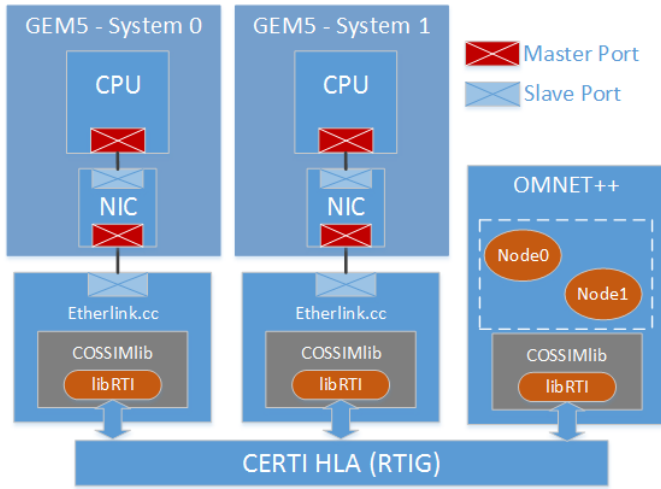 GEM5 - System 0
CPU
NIC
Etherlink.cc
COSSIMlib
libRTI
GEM5 - System 1
CPU
NIC
Etherlink.cc
COSSIMlib
libRTI
Master Port
Slave Port
OMNET++
Node0
Node1
COSSIMlib
libRTI
CERTI HLA (RTIG)